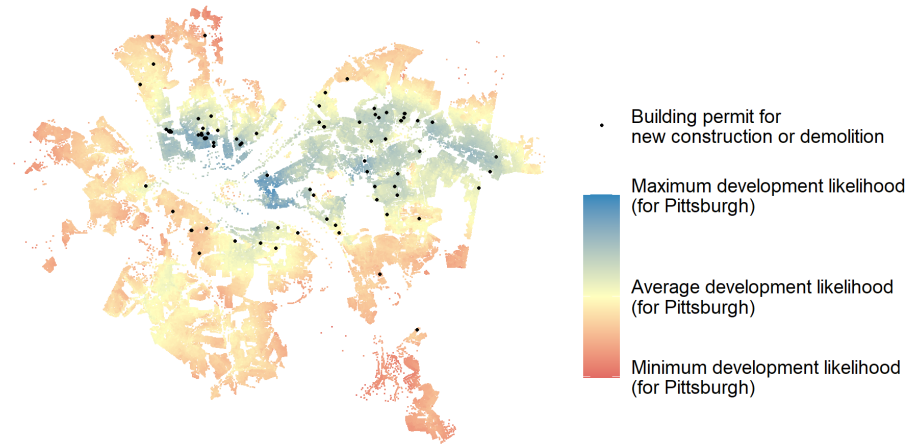 Building permit for
new construction or demolition
Maximum development likelihood
(for Pittsburgh)
Average development likelihood
(for Pittsburgh)
Minimum development likelihood
(for Pittsburgh)